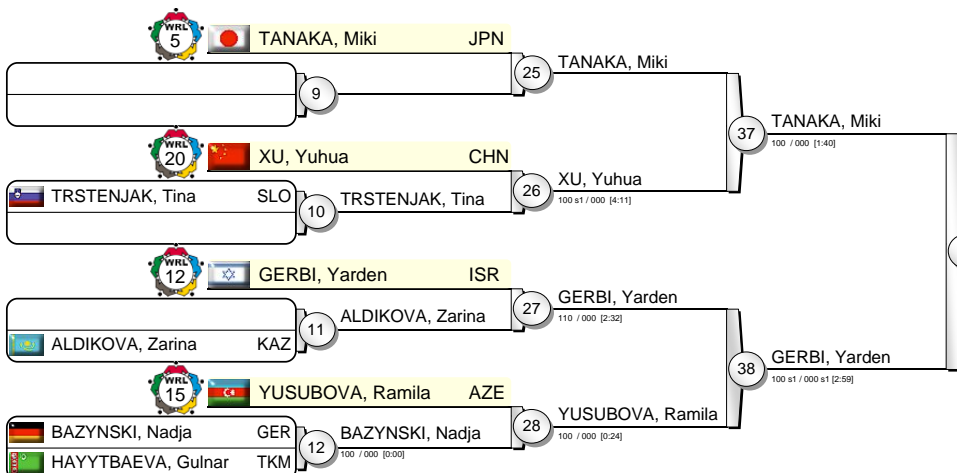 WRL
5 TANAKA, Miki JPN
25 TANAKA, Miki
9
37 TANAKA, Miki
100 / 000 [1:40]
WRL
20 XU, Yuhua CHN
26 XU, Yuhua
100 s1 / 000 [4:11]
TRSTENJAK, Tina SLO
10 TRSTENJAK, Tina
WRL
12 GERBI, Yarden ISR
27 GERBI, Yarden
110 / 000 [2:32]
11 ALDIKOVA, Zarina
ALDIKOVA, Zarina KAZ
38 GERBI, Yarden
100 s1 / 000 s1 [2:59]
WRL
15 YUSUBOVA, Ramila AZE
28 YUSUBOVA, Ramila
100 / 000 [0:24]
BAZYNSKI, Nadja GER
12 BAZYNSKI, Nadja
100 / 000 [0:00]
HAYYTBAEVA, Gulnar TKM